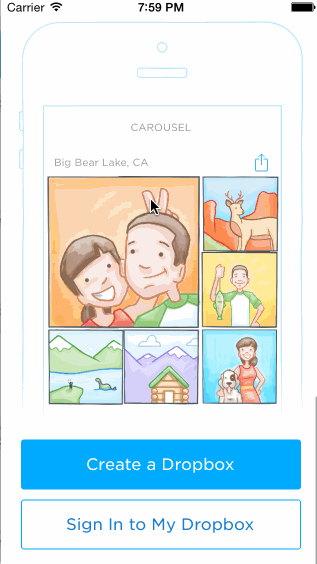 Carrier 7:59 PM
CAROUSEL
Big Bear Lake, CA
Create a Dropbox
Sign In to My Dropbox